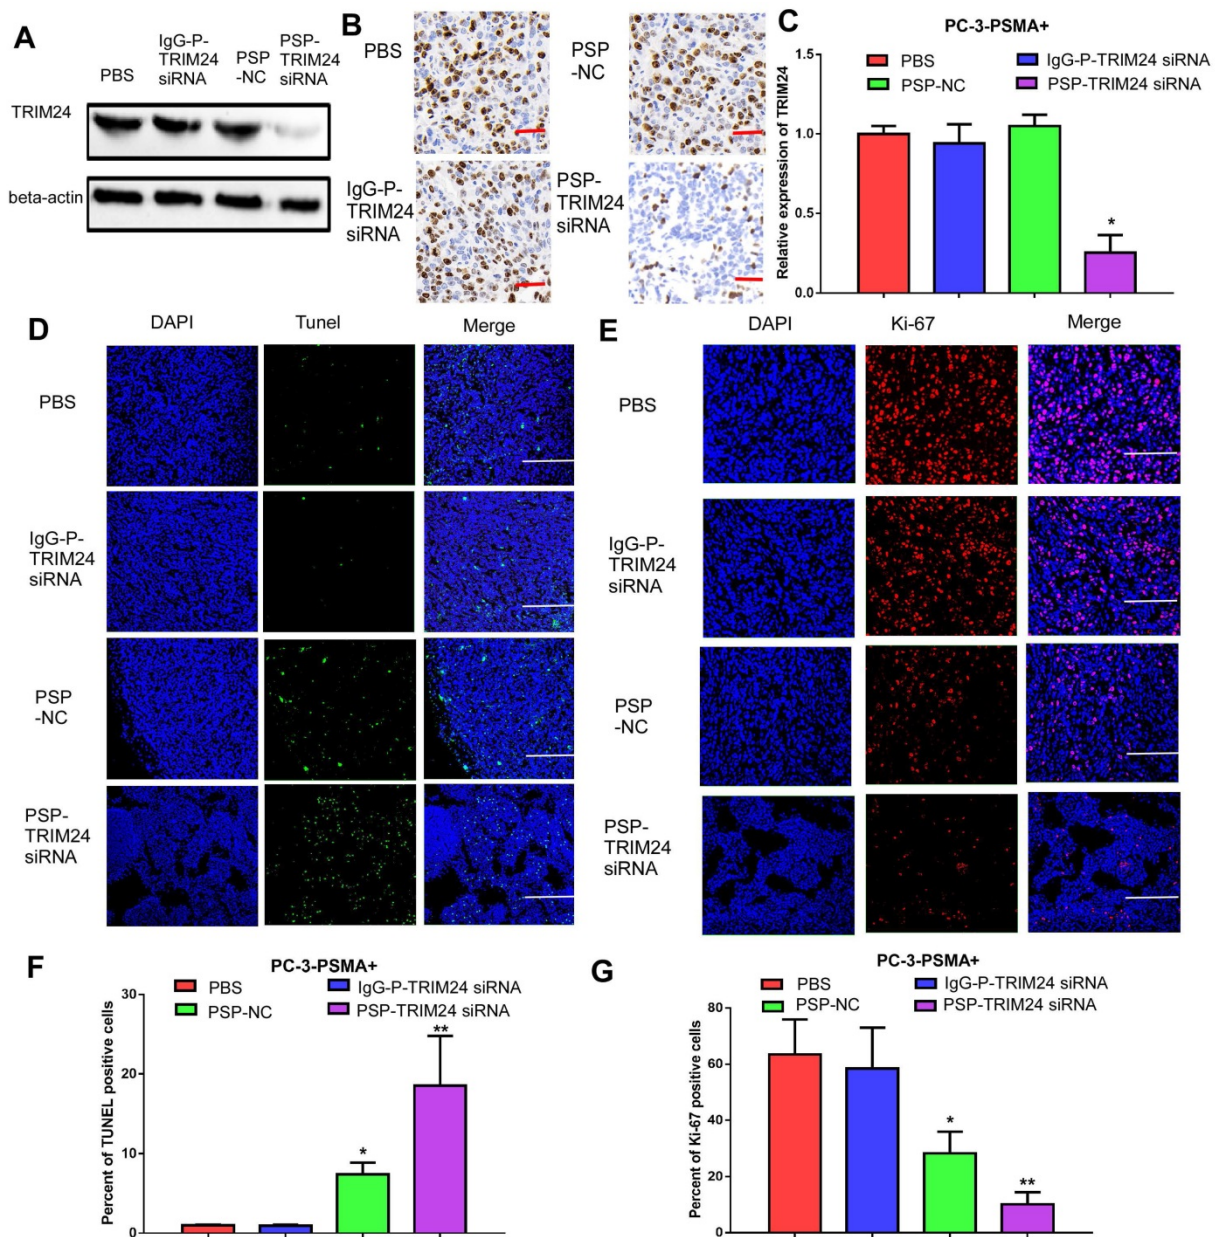 A
PBS
IgG-P-
TRIM24
siRNA
PSP
-NC
PSP-
TRIM24
siRNA
TRIM24
beta-actin
B
PBS
PSP
-NC
IgG-P-
TRIM24
siRNA
PSP-
TRIM24
siRNA
C
PC-3-PSMA+
PBS
IgG-P-TRIM24 siRNA
PSP-NC
PSP-TRIM24 siRNA
Relative expression of TRIM24
1.5
1.0
0.5
0.0
*
D
DAPI
Tunel
Merge
PBS
IgG-P-
TRIM24
siRNA
PSP
-NC
PSP-
TRIM24
siRNA
E
DAPI
Ki-67
Merge
PBS
IgG-P-
TRIM24
siRNA
PSP
-NC
PSP-
TRIM24
siRNA
F
PC-3-PSMA+
PBS
IgG-P-TRIM24 siRNA
PSP-NC
PSP-TRIM24 siRNA
Percent of TUNEL positive cells
30
20
10
0
*
**
G
PC-3-PSMA+
PBS
IgG-P-TRIM24 siRNA
PSP-NC
PSP-TRIM24 siRNA
Percent of Ki-67 positive cells
80
60
40
20
0
*
**